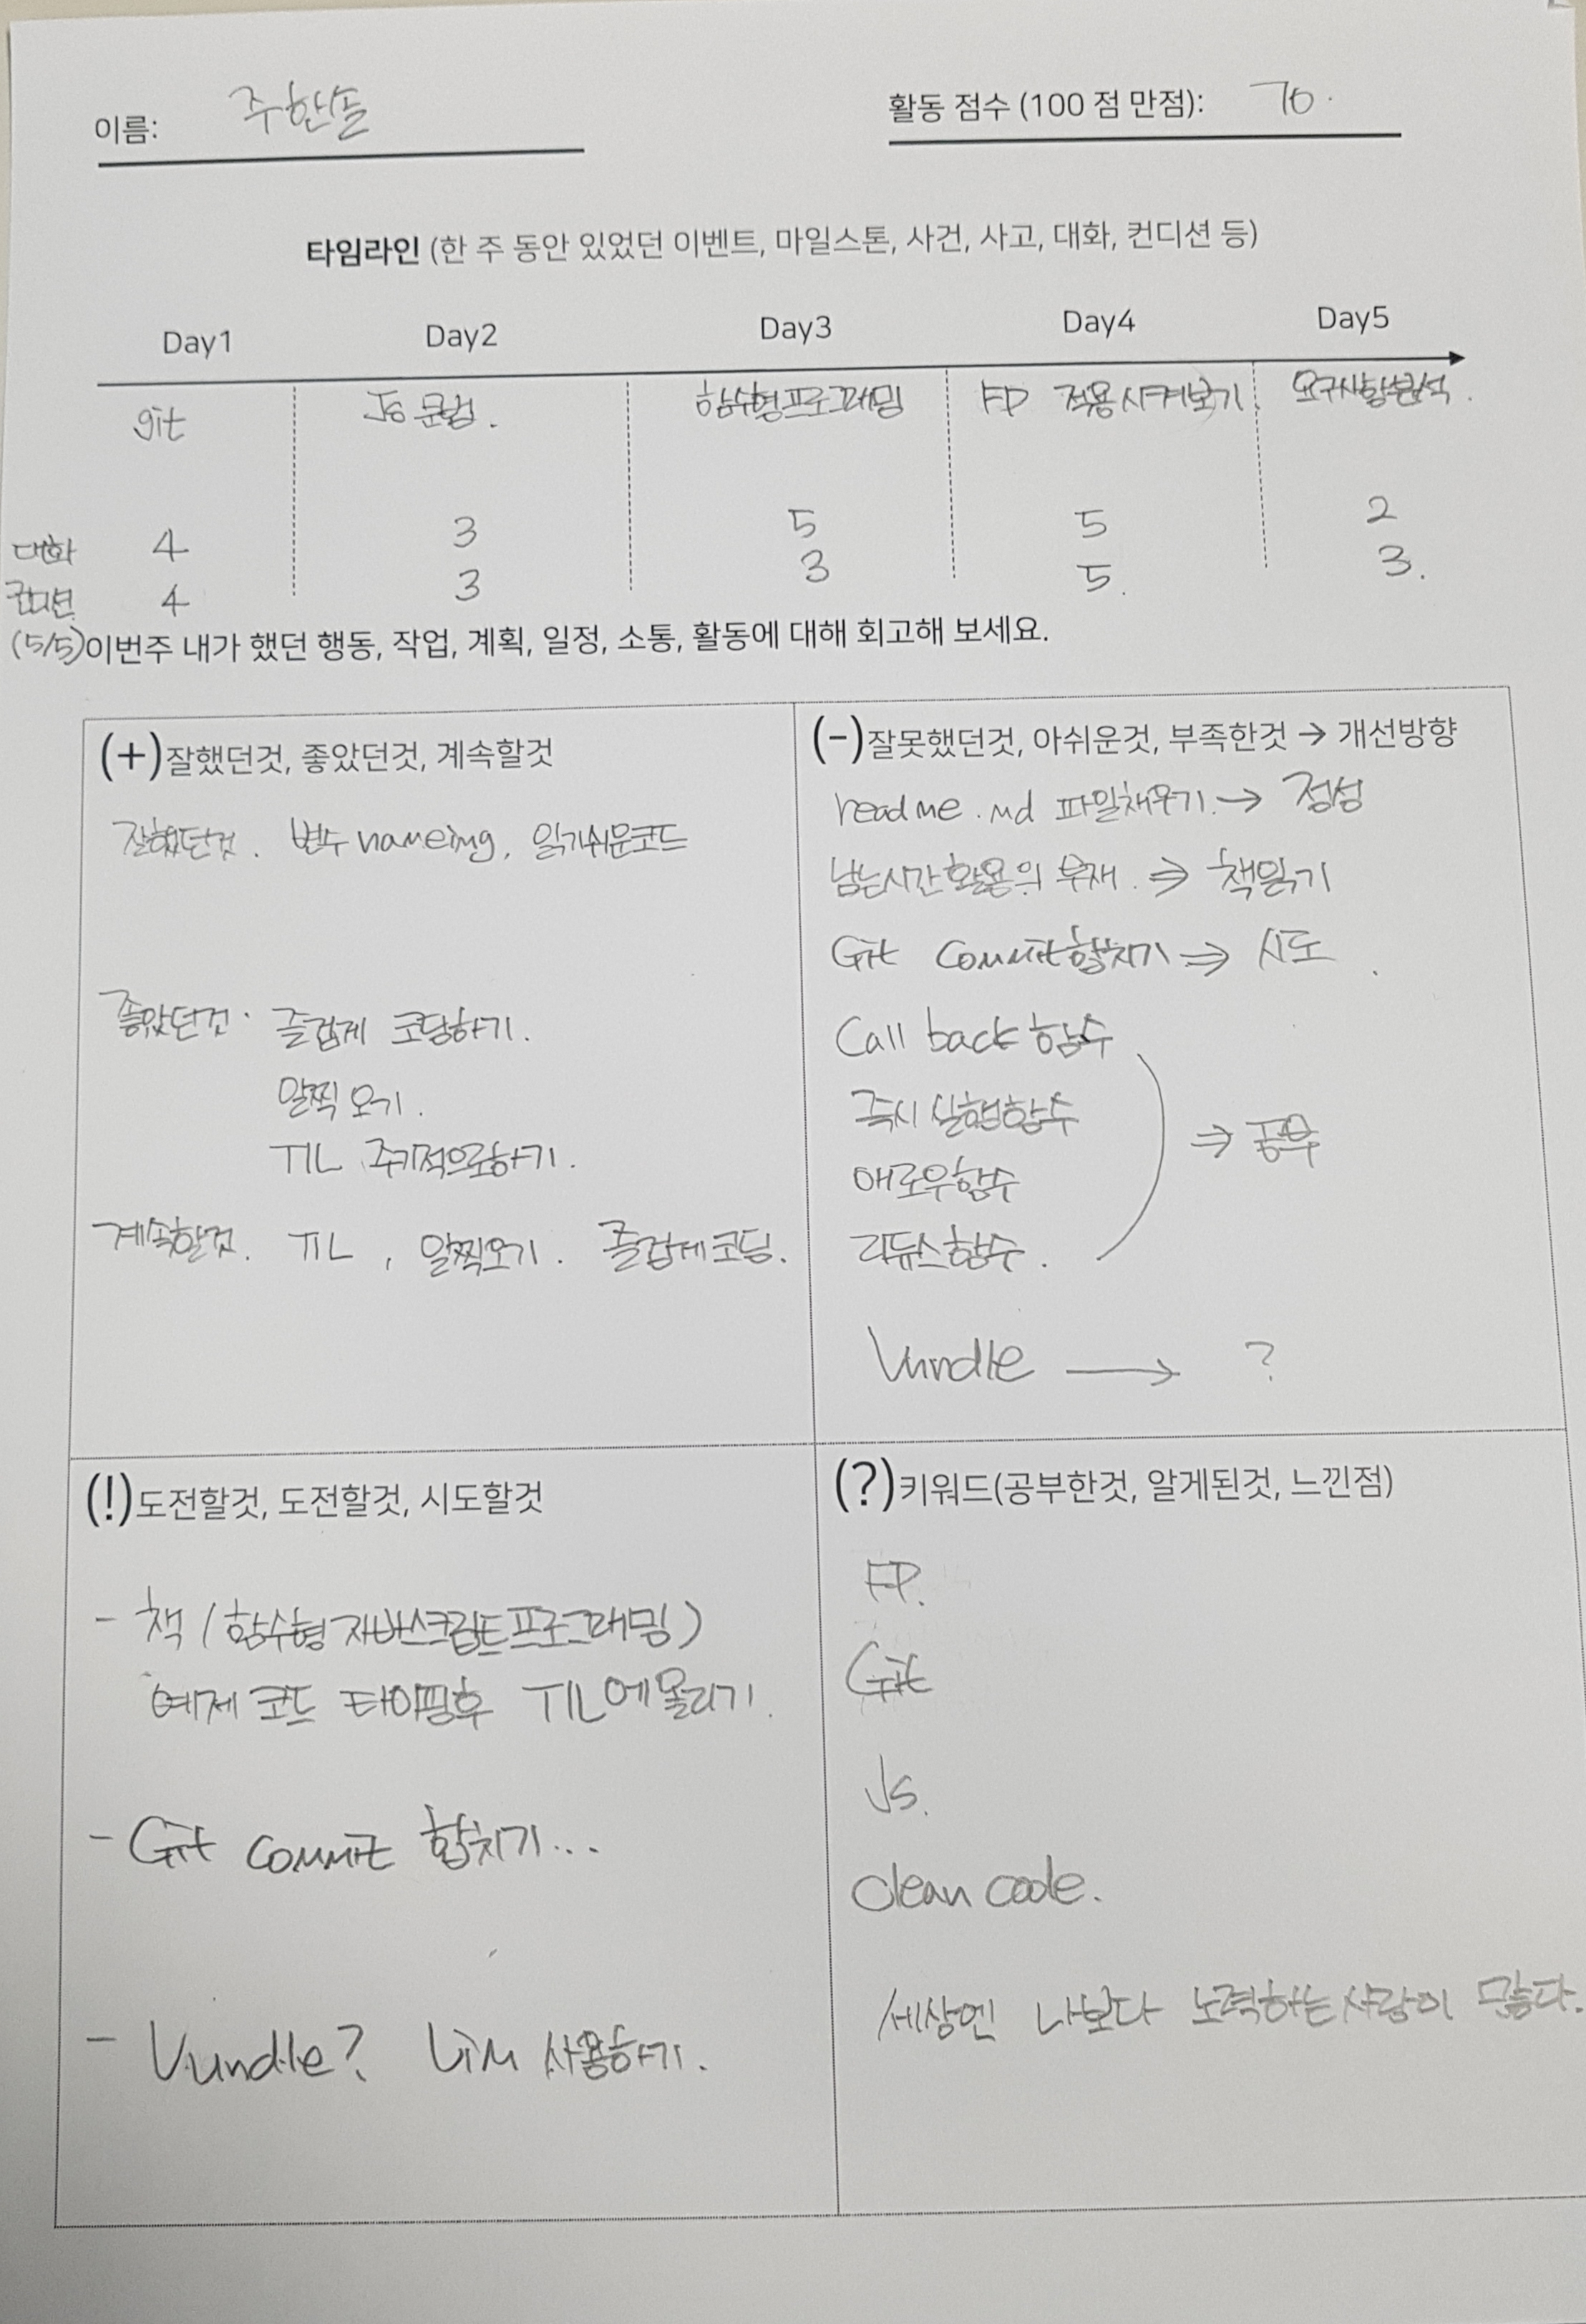 이름: 주한솔
활동 점수 (100 점 만점): 70.
타임라인 (한 주 동안 있었던 이벤트, 마일스톤, 사건, 사고, 대화, 컨디션 등)
Day1 Day2 Day3 Day4 Day5
git JS 문법. 함수형프로그래밍 FP 적용시켜보기. 요구사항분석.
대화 4 3 5 5 2
컨디션 4 3 3 5. 3.
(5/5) 이번주 내가 했던 행동, 작업, 계획, 일정, 소통, 활동에 대해 회고해 보세요.
(+) 잘했던것, 좋았던것, 계속할것
잘했던것. 변수 nameing, 읽기쉬운코드
좋았던것. 즐겁게 코딩하기.
일찍 오기.
TIL 주기적으로하기.
계속할것. TIL, 일찍오기. 즐겁게코딩.
(-) 잘못했던것, 아쉬운것, 부족한것 → 개선방향
readme.md 파일채우기. → 정성
남는시간 활용의 부재. ⇒ 책읽기
Git commit 합치기 ⇒ 시도.
Call back 함수
즉시 실행함수
⇒ 공부
애로우함수
리듀스함수.
Vundle → ?
(!) 도전할것, 도전할것, 시도할것
- 책 (함수형 자바스크립트 프로그래밍)
예제 코드 타이핑후 TIL에 올리기.
- Git commit 합치기...
- Vundle? Vim 사용하기.
(?) 키워드(공부한것, 알게된것, 느낀점)
FP.
Git
Js.
clean code.
세상엔 나보다 노력하는 사람이 많다.